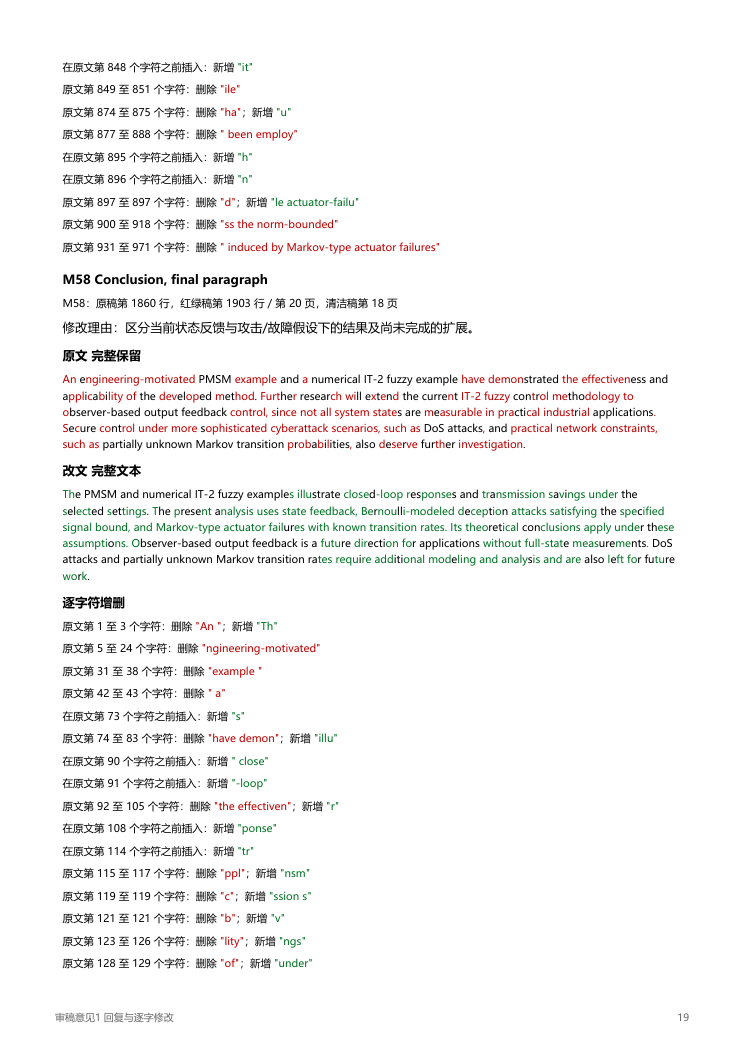 在原文第 848 个字符之前插入：新增 "it"
原文第 849 至 851 个字符：删除 "ile"
原文第 874 至 875 个字符：删除 "ha"；新增 "u"
原文第 877 至 888 个字符：删除 " been employ"
在原文第 895 个字符之前插入：新增 "h"
在原文第 896 个字符之前插入：新增 "n"
原文第 897 至 897 个字符：删除 "d"；新增 "le actuator-failu"
原文第 900 至 918 个字符：删除 "ss the norm-bounded"
原文第 931 至 971 个字符：删除 " induced by Markov-type actuator failures"
M58 Conclusion, final paragraph
M58：原稿第 1860 行，红绿稿第 1903 行 / 第 20 页，清洁稿第 18 页
修改理由：区分当前状态反馈与攻击/故障假设下的结果及尚未完成的扩展。
原文 完整保留
An engineering-motivated PMSM example and a numerical IT-2 fuzzy example have demonstrated the effectiveness and
applicability of the developed method. Further research will extend the current IT-2 fuzzy control methodology to
observer-based output feedback control, since not all system states are measurable in practical industrial applications.
Secure control under more sophisticated cyberattack scenarios, such as DoS attacks, and practical network constraints,
such as partially unknown Markov transition probabilities, also deserve further investigation.
改文 完整文本
The PMSM and numerical IT-2 fuzzy examples illustrate closed-loop responses and transmission savings under the
selected settings. The present analysis uses state feedback, Bernoulli-modeled deception attacks satisfying the specified
signal bound, and Markov-type actuator failures with known transition rates. Its theoretical conclusions apply under these
assumptions. Observer-based output feedback is a future direction for applications without full-state measurements. DoS
attacks and partially unknown Markov transition rates require additional modeling and analysis and are also left for future
work.
逐字符增删
原文第 1 至 3 个字符：删除 "An "；新增 "Th"
原文第 5 至 24 个字符：删除 "ngineering-motivated"
原文第 31 至 38 个字符：删除 "example "
原文第 42 至 43 个字符：删除 " a"
在原文第 73 个字符之前插入：新增 "s"
原文第 74 至 83 个字符：删除 "have demon"；新增 "illu"
在原文第 90 个字符之前插入：新增 " close"
在原文第 91 个字符之前插入：新增 "-loop"
原文第 92 至 105 个字符：删除 "the effectiven"；新增 "r"
在原文第 108 个字符之前插入：新增 "ponse"
在原文第 114 个字符之前插入：新增 "tr"
原文第 115 至 117 个字符：删除 "ppl"；新增 "nsm"
原文第 119 至 119 个字符：删除 "c"；新增 "ssion s"
原文第 121 至 121 个字符：删除 "b"；新增 "v"
原文第 123 至 126 个字符：删除 "lity"；新增 "ngs"
原文第 128 至 129 个字符：删除 "of"；新增 "under"
审稿意见1 回复与逐字修改
19